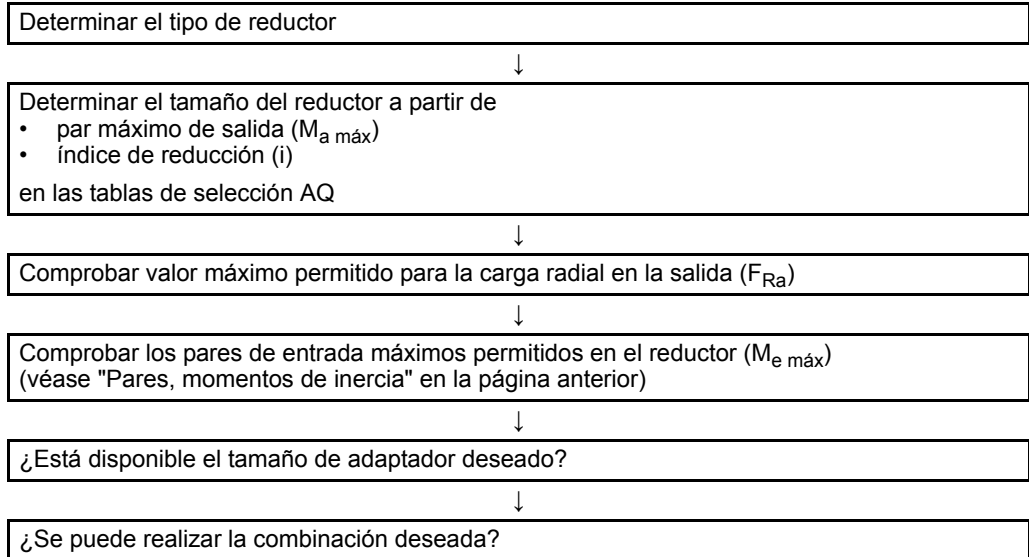 Determinar el tipo de reductor
↓
Determinar el tamaño del reductor a partir de
• par máximo de salida (Ma máx)
• índice de reducción (i)
en las tablas de selección AQ
↓
Comprobar valor máximo permitido para la carga radial en la salida (FRa)
↓
Comprobar los pares de entrada máximos permitidos en el reductor (Me máx)
(véase "Pares, momentos de inercia" en la página anterior)
↓
¿Está disponible el tamaño de adaptador deseado?
↓
¿Se puede realizar la combinación deseada?